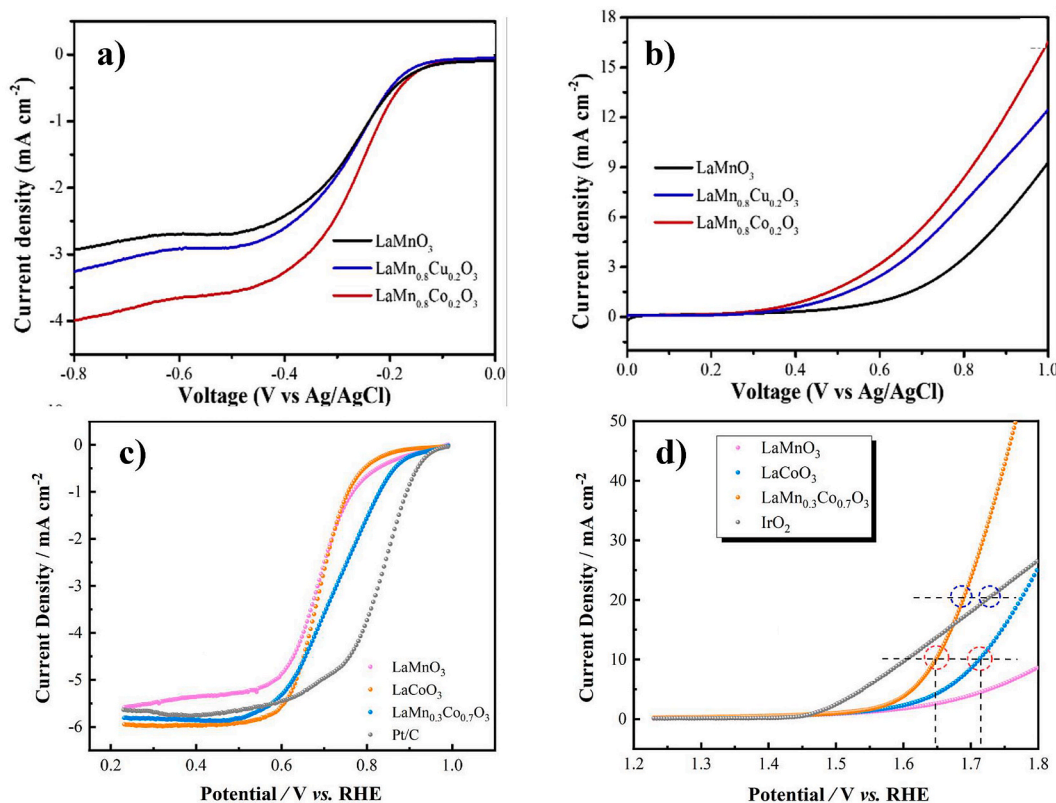 a)
Current density (mA cm⁻²)
0
-1
-2
-3
-4
LaMnO₃
LaMn₀.₈Cu₀.₂O₃
LaMn₀.₈Co₀.₂O₃
-0.8 -0.6 -0.4 -0.2 0.0
Voltage (V vs Ag/AgCl)
b)
Current density (mA cm⁻²)
18
15
12
9
6
3
0
LaMnO₃
LaMn₀.₈Cu₀.₂O₃
LaMn₀.₈Co₀.₂O₃
0.0 0.2 0.4 0.6 0.8 1.0
Voltage (V vs Ag/AgCl)
c)
Current Density / mA cm⁻²
0
-1
-2
-3
-4
-5
-6
LaMnO₃
LaCoO₃
LaMn₀.₃Co₀.₇O₃
Pt/C
0.2 0.4 0.6 0.8 1.0
Potential / V vs. RHE
d)
Current Density / mA cm⁻²
50
40
30
20
10
0
LaMnO₃
LaCoO₃
LaMn₀.₃Co₀.₇O₃
IrO₂
1.2 1.3 1.4 1.5 1.6 1.7 1.8
Potential / V vs. RHE